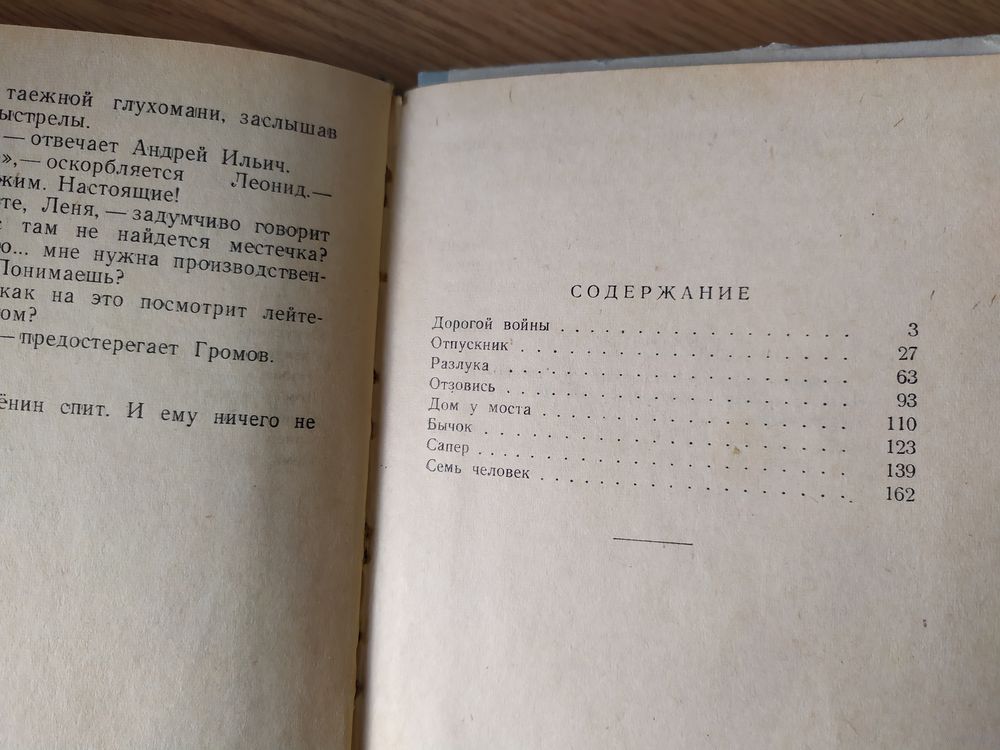 таежной глухомани, заслышав
ыстрелы.
— отвечает Андрей Ильич.
»,— оскорбляется Леонид.—
жим. Настоящие!
те, Леня, — задумчиво говорит
с там не найдется местечка?
ю... мне нужна производствен-
Понимаешь?
как на это посмотрит лейте-
ом?
— предостерегает Громов.
ёнин спит. И ему ничего не
СОДЕРЖАНИЕ
Дорогой войны . . . . . . . . . . . . . . . 3
Отпускник . . . . . . . . . . . . . . . . . 27
Разлука . . . . . . . . . . . . . . . . . . 63
Отзовись . . . . . . . . . . . . . . . . . 93
Дом у моста . . . . . . . . . . . . . . . . 110
Бычок . . . . . . . . . . . . . . . . . . . 123
Сапер . . . . . . . . . . . . . . . . . . . 139
Семь человек . . . . . . . . . . . . . . . 162